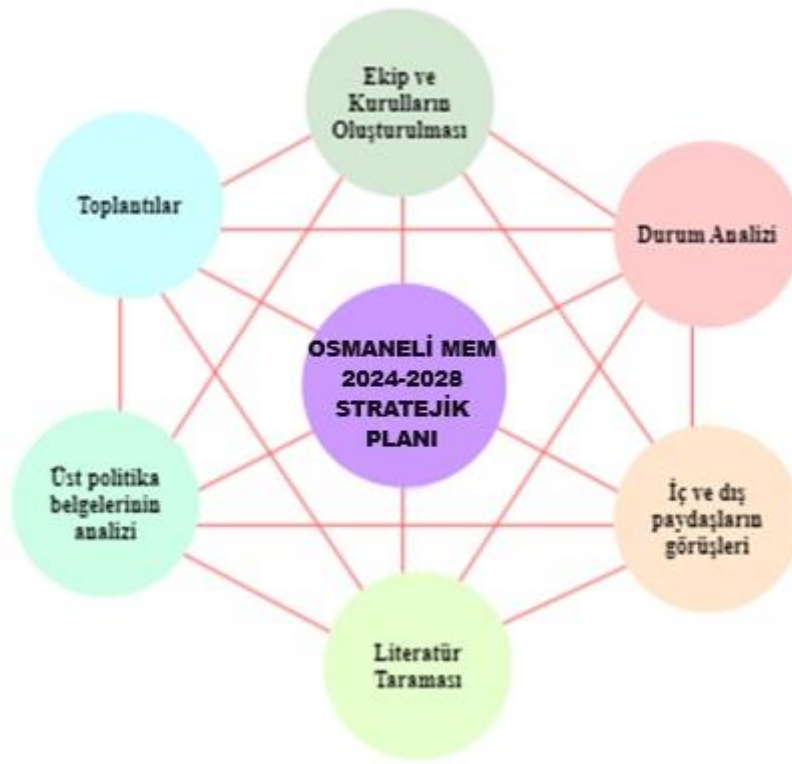 Ekip ve
Kurulların
Oluşturulması
Toplantılar
Durum Analizi
OSMANELİ MEM
2024-2028
STRATEJİK
PLANI
Üst politika
belgelerinin
analizi
İç ve dış
paydaşların
görüşleri
Literatür
Taraması